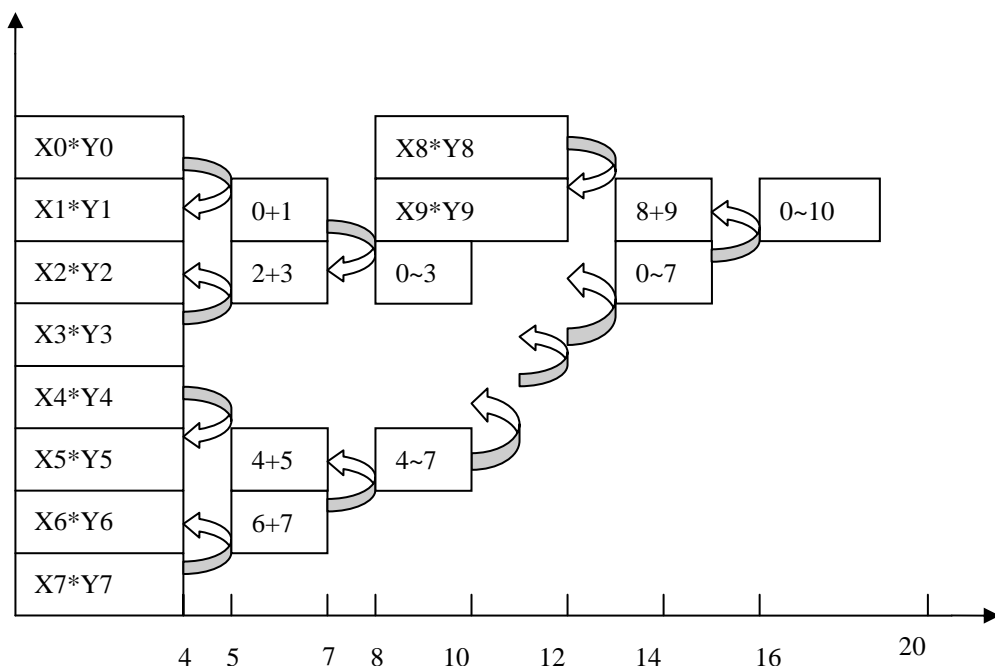 X0*Y0 X8*Y8
X1*Y1 0+1 X9*Y9 8+9 0~10
X2*Y2 2+3 0~3 0~7
X3*Y3
X4*Y4
X5*Y5 4+5 4~7
X6*Y6 6+7
X7*Y7
4 5 7 8 10 12 14 16 20